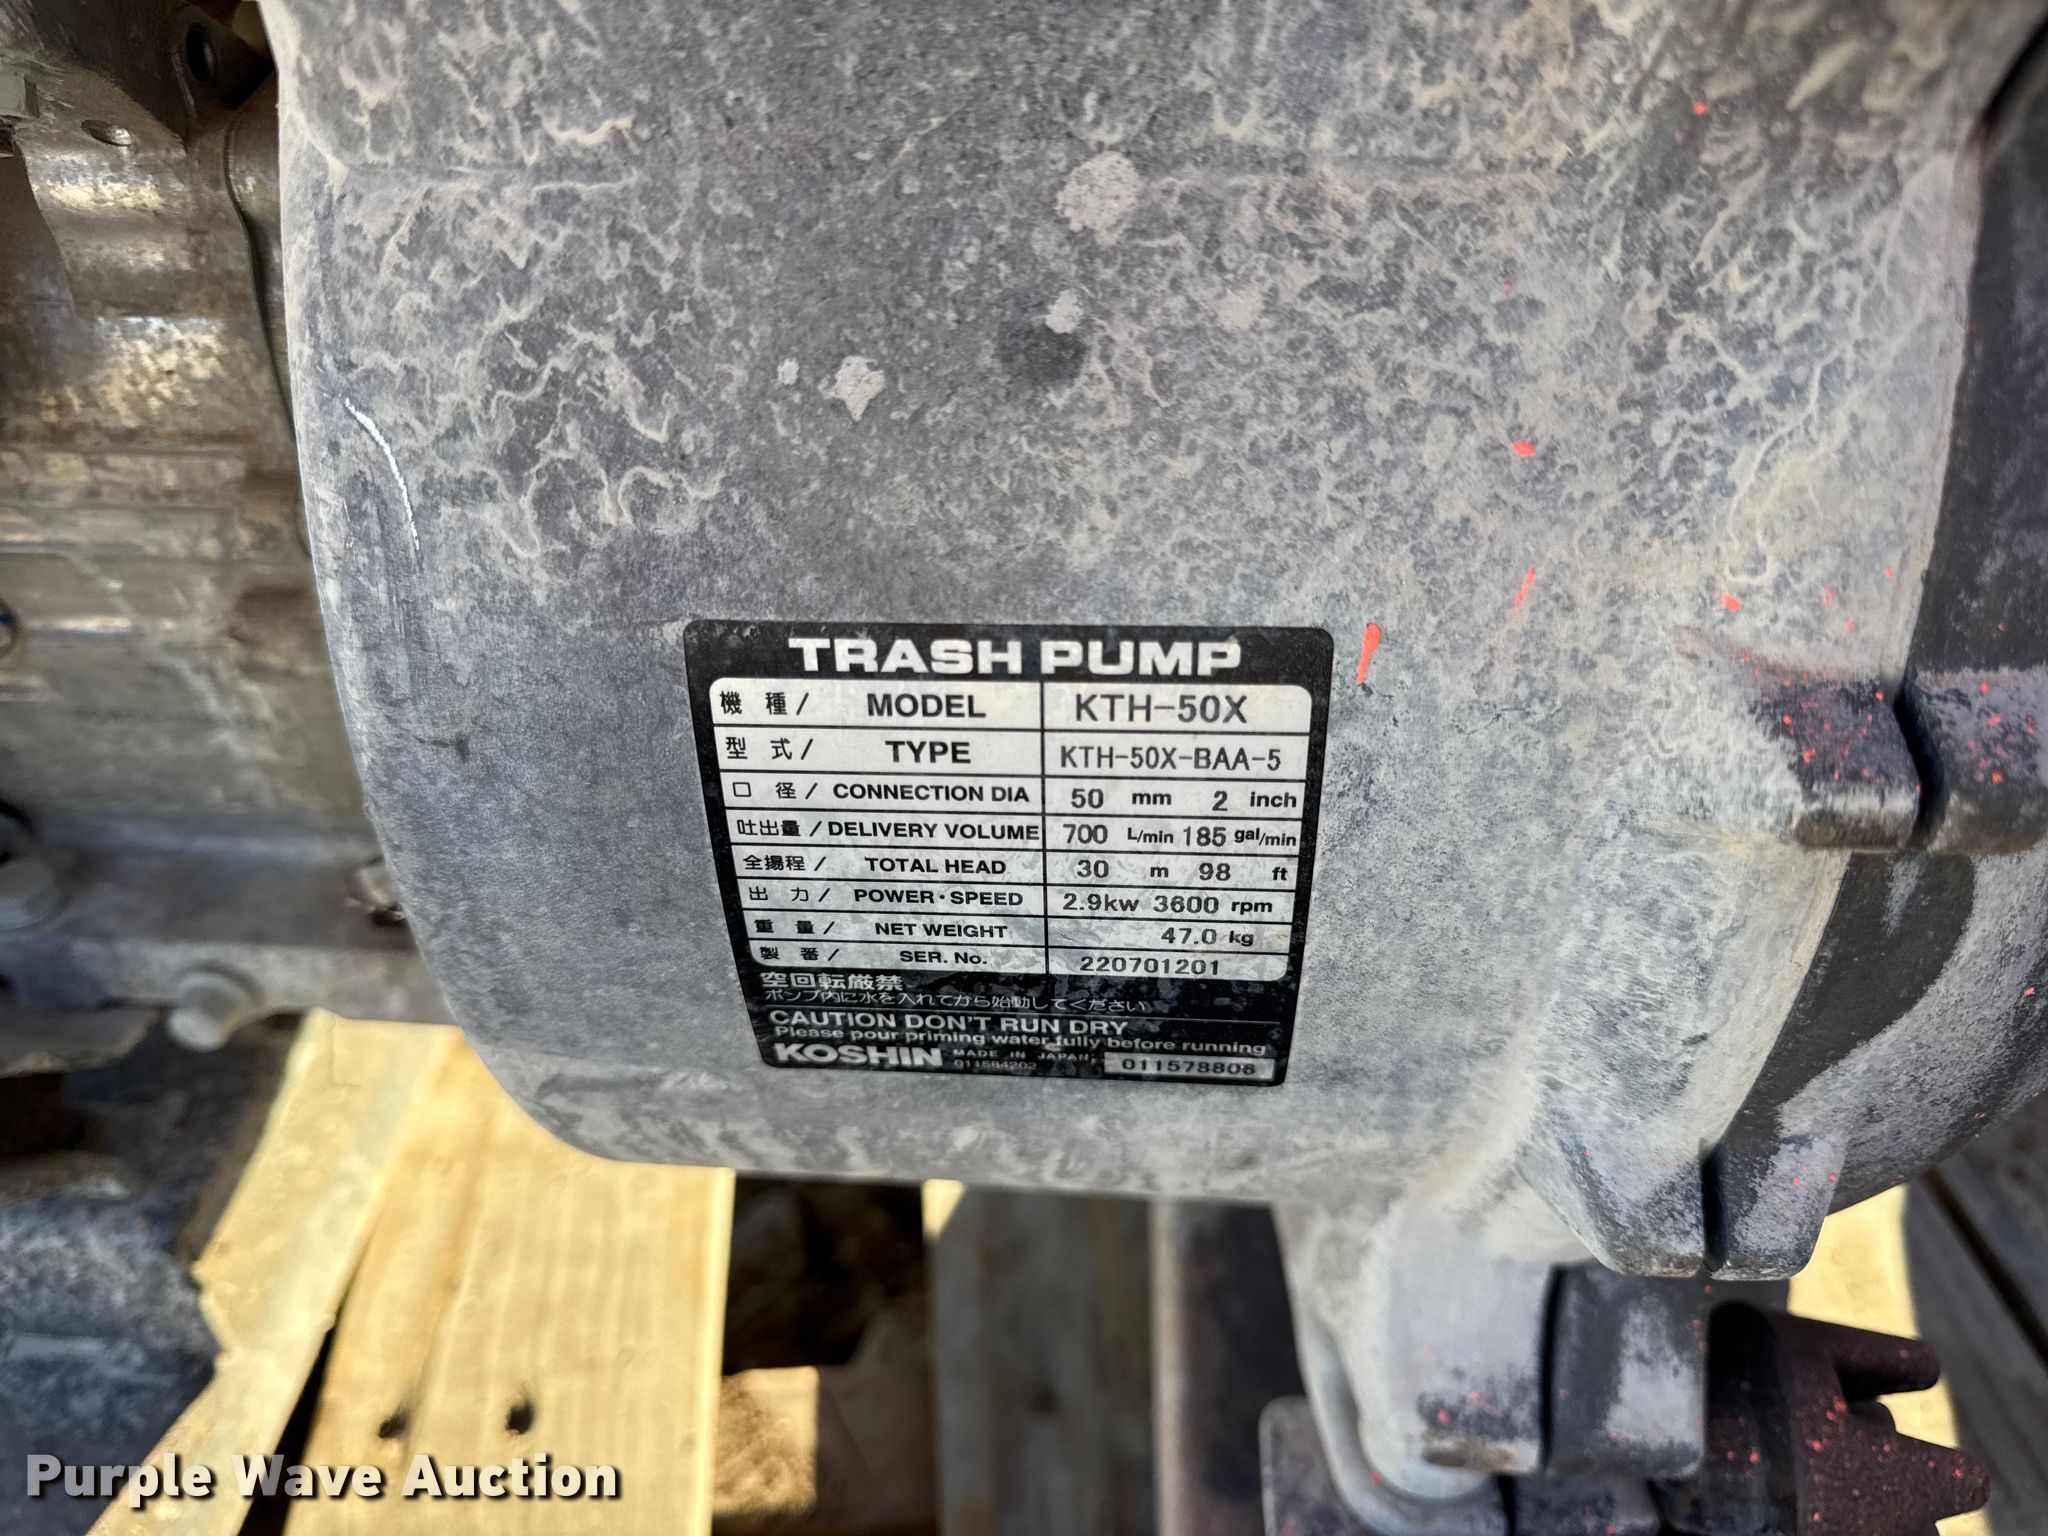 TRASH PUMP
機 種 / MODEL KTH-50X
型 式 / TYPE KTH-50X-BAA-5
口 径 / CONNECTION DIA 50 mm 2 inch
吐出量 / DELIVERY VOLUME 700 L/min 185 gal/min
全揚程 / TOTAL HEAD 30 m 98 ft
出 力 / POWER・SPEED 2.9kw 3600 rpm
重 量 / NET WEIGHT 47.0 kg
製 番 / SER. No. 220701201
空回転厳禁
ポンプ内に水を入れてから始動してください
CAUTION DON'T RUN DRY
Please pour priming water fully before running
KOSHIN MADE IN JAPAN 011578806
011584202
Purple Wave Auction